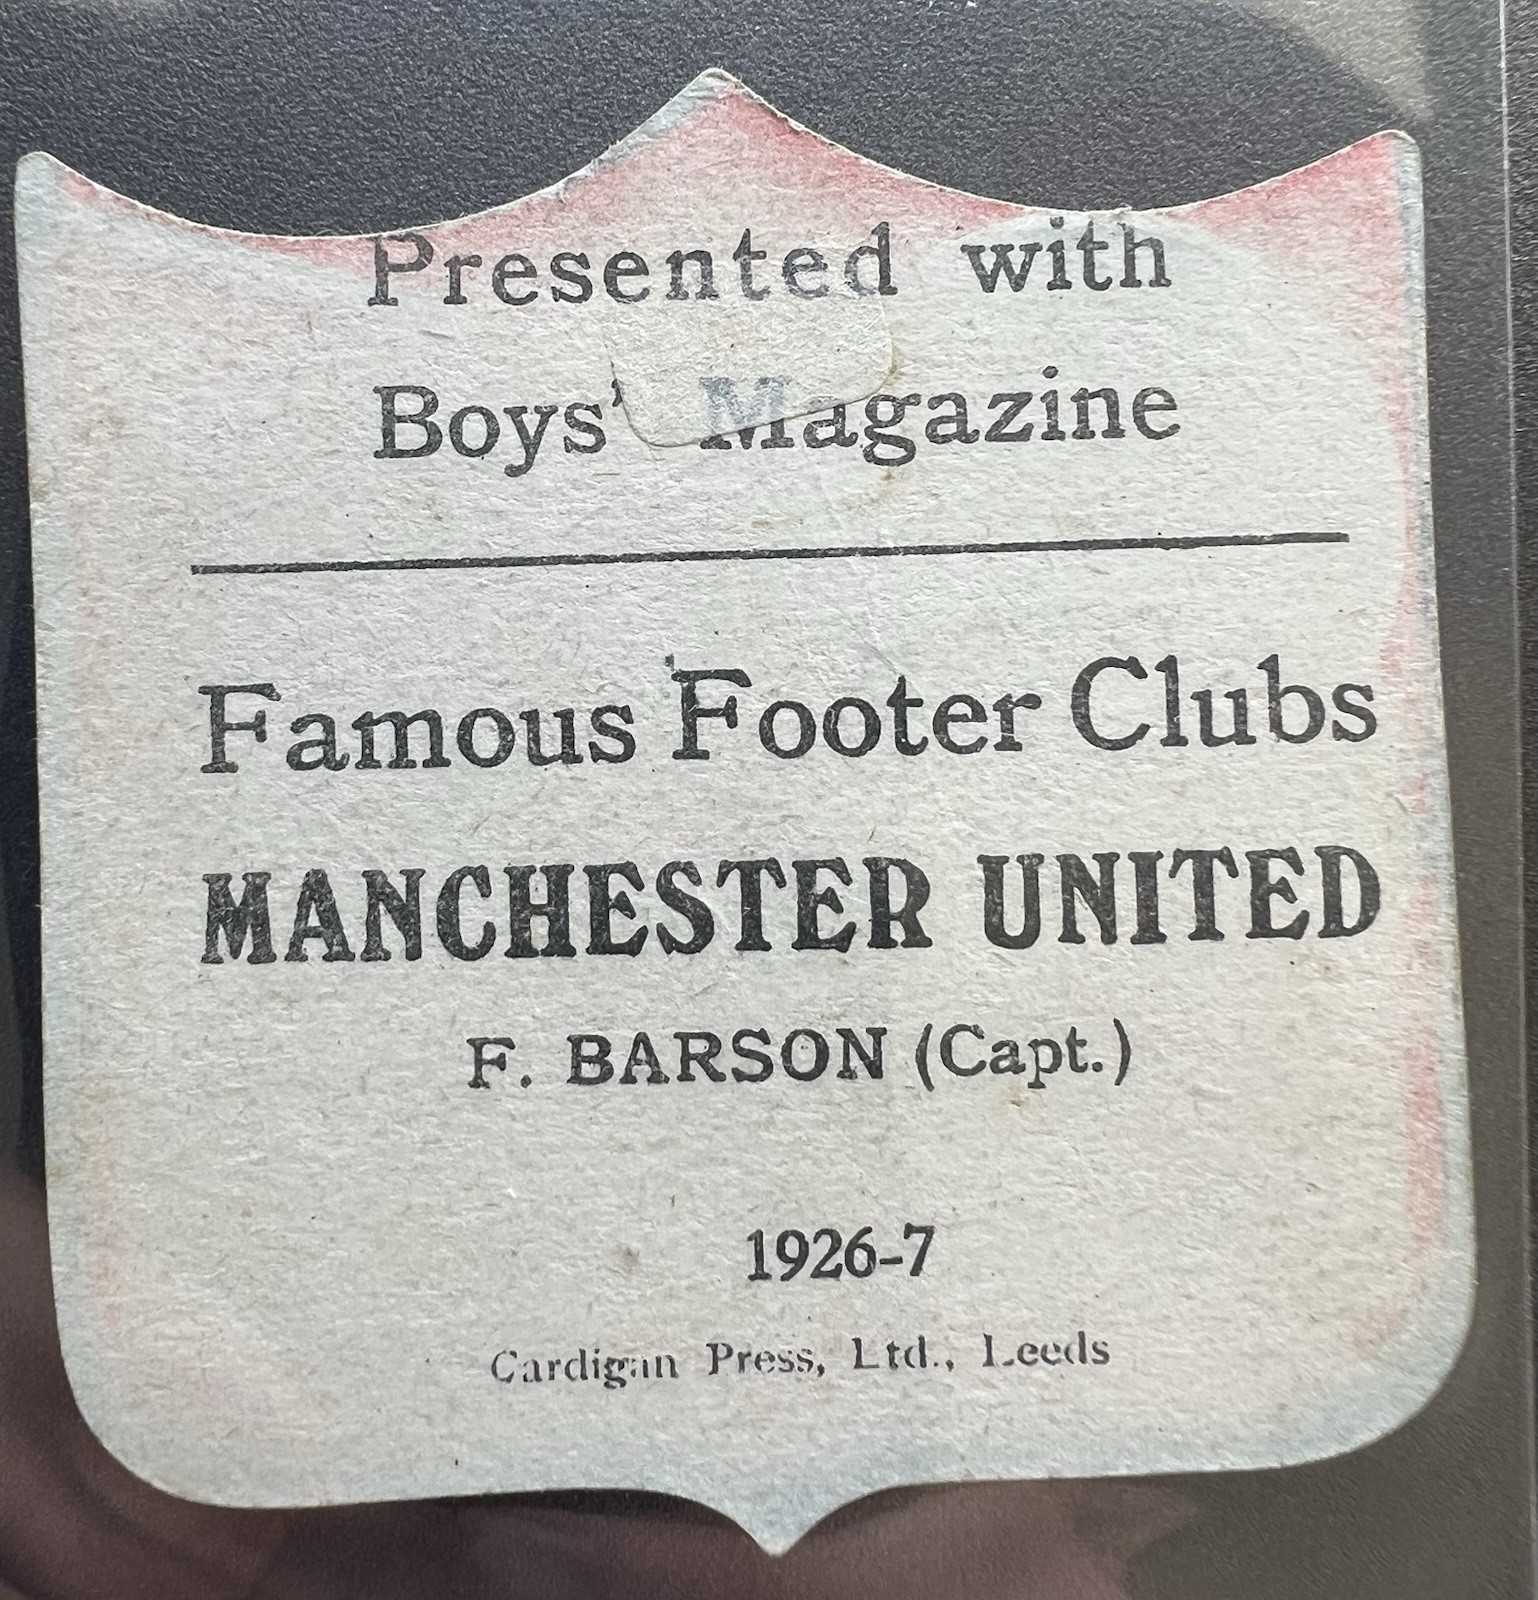 Presented with
Boys' Magazine
Famous Footer Clubs
MANCHESTER UNITED
F. BARSON (Capt.)
1926-7
Cardigan Press, Ltd., Leeds